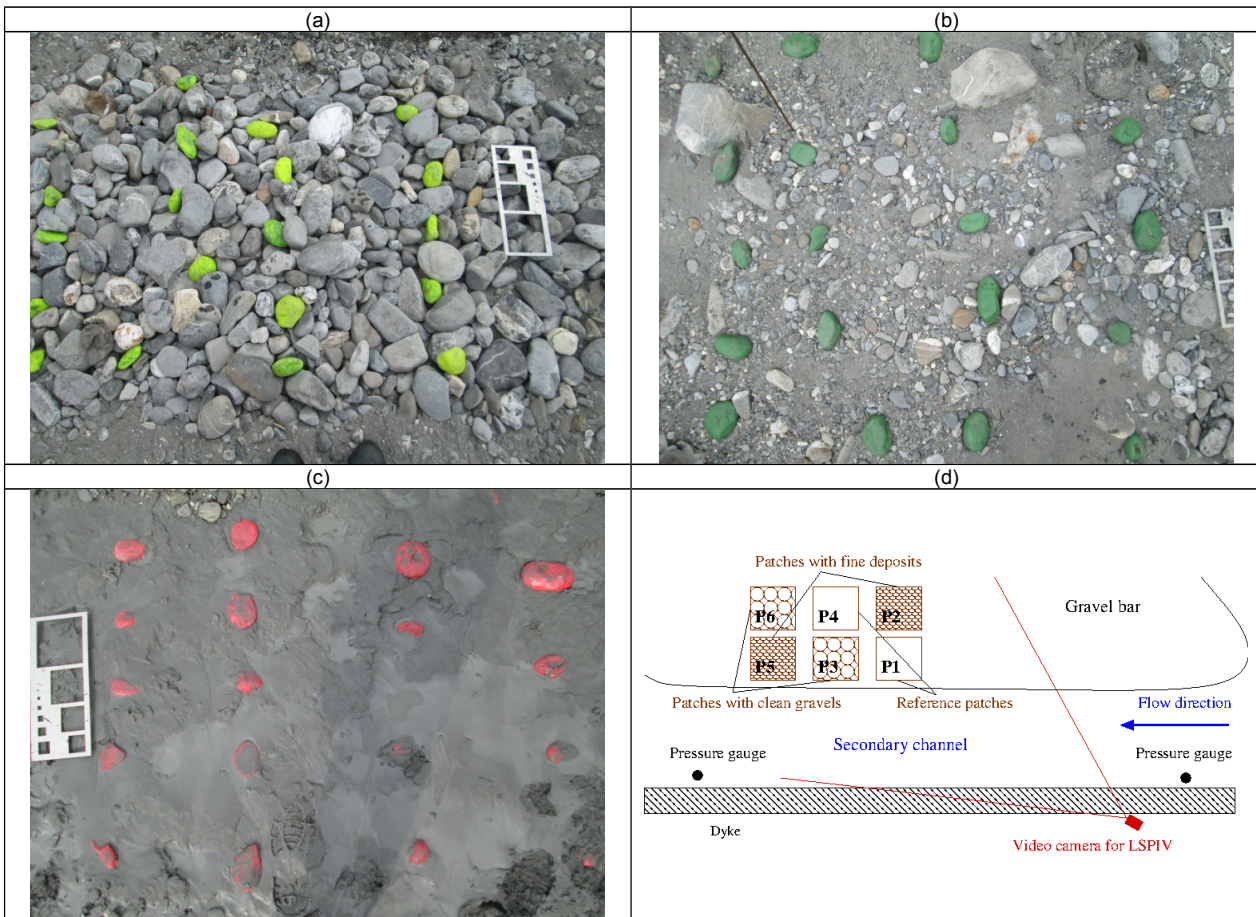 (a)
(b)
(c)
(d)
Patches with fine deposits
P6
P4
P2
Gravel bar
P5
P3
P1
Patches with clean gravels
Reference patches
Flow direction
Secondary channel
Pressure gauge
Pressure gauge
Dyke
Video camera for LSPIV